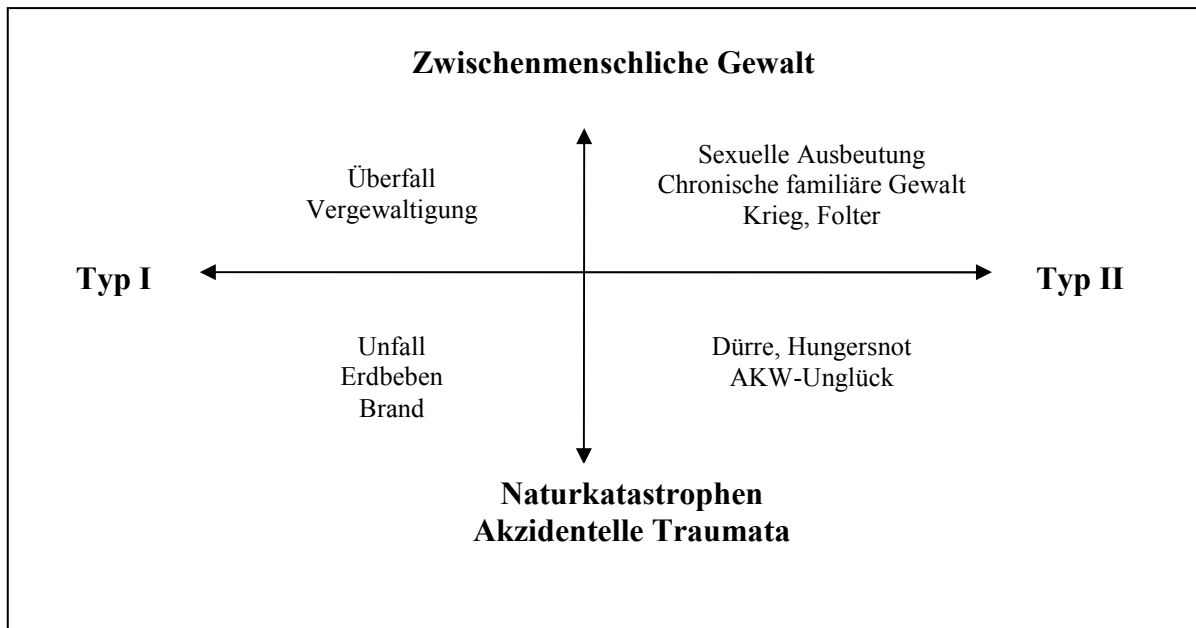 Zwischenmenschliche Gewalt
Überfall
Vergewaltigung
Sexuelle Ausbeutung
Chronische familiäre Gewalt
Krieg, Folter
Typ I
Typ II
Unfall
Erdbeben
Brand
Dürre, Hungersnot
AKW-Unglück
Naturkatastrophen
Akzidentelle Traumata